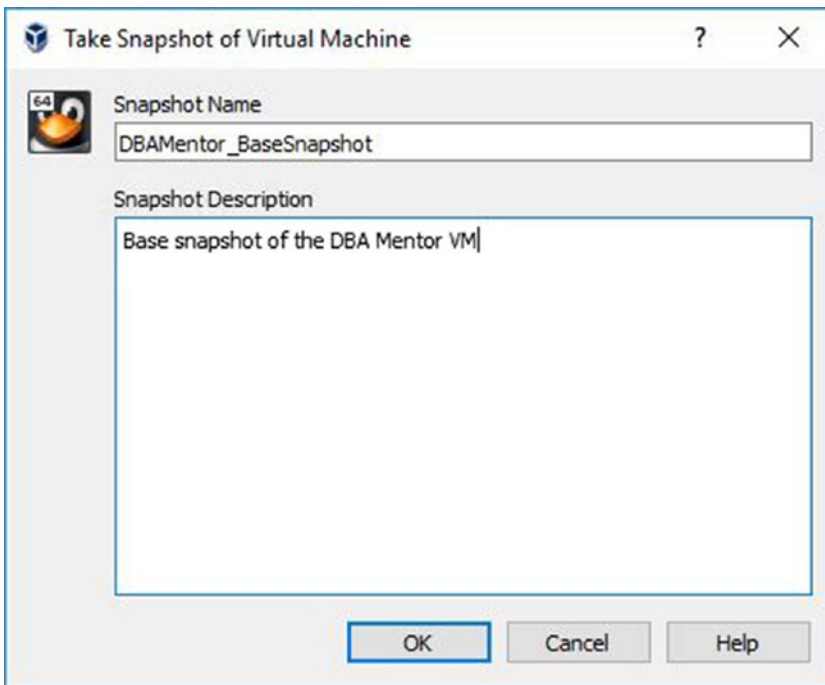 Take Snapshot of Virtual Machine ?
64
Snapshot Name
DBAMentor_BaseSnapshot
Snapshot Description
Base snapshot of the DBA Mentor VM
OK Cancel Help